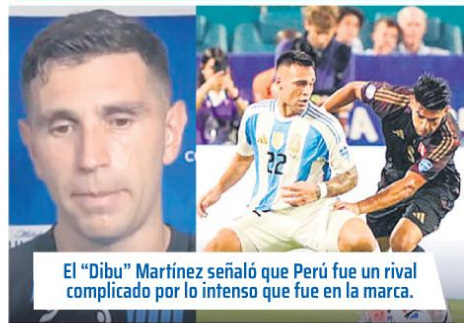 22
El “Dibu” Martínez señaló que Perú fue un rival
complicado por lo intenso que fue en la marca.